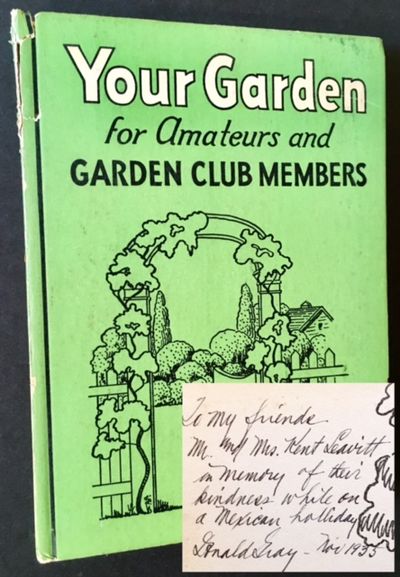 Your Garden
for Amateurs and
GARDEN CLUB MEMBERS
To my friends
Mr. and Mrs. Kent Leavitt
in memory of their
kindness while on
a Mexican holliday
Donald Gray - Nov 1935